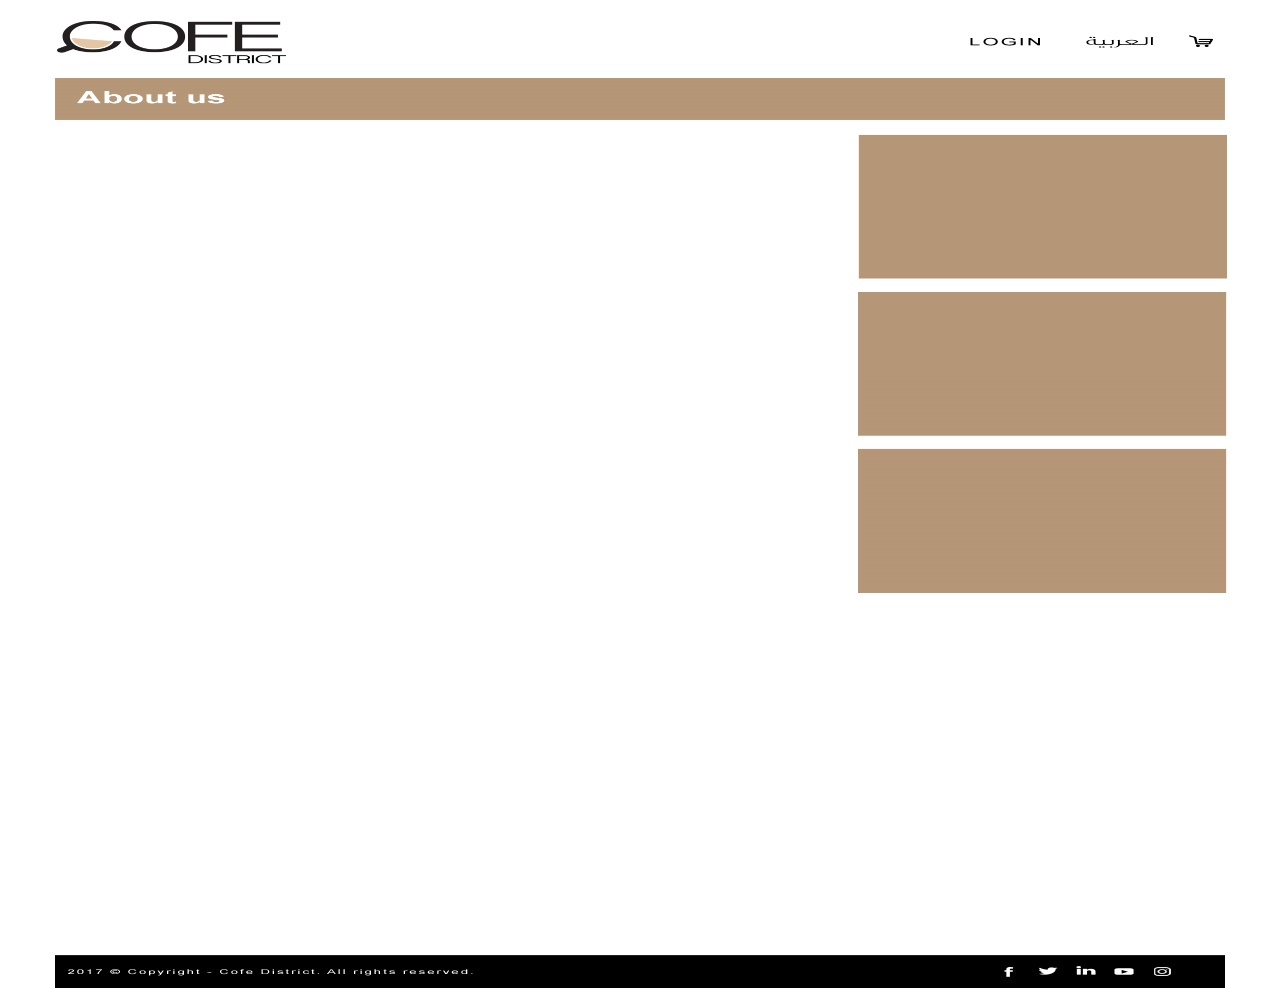 COFE
DISTRICT
LOGIN
العربية
About us
2017 © Copyright - Cofe District. All rights reserved.